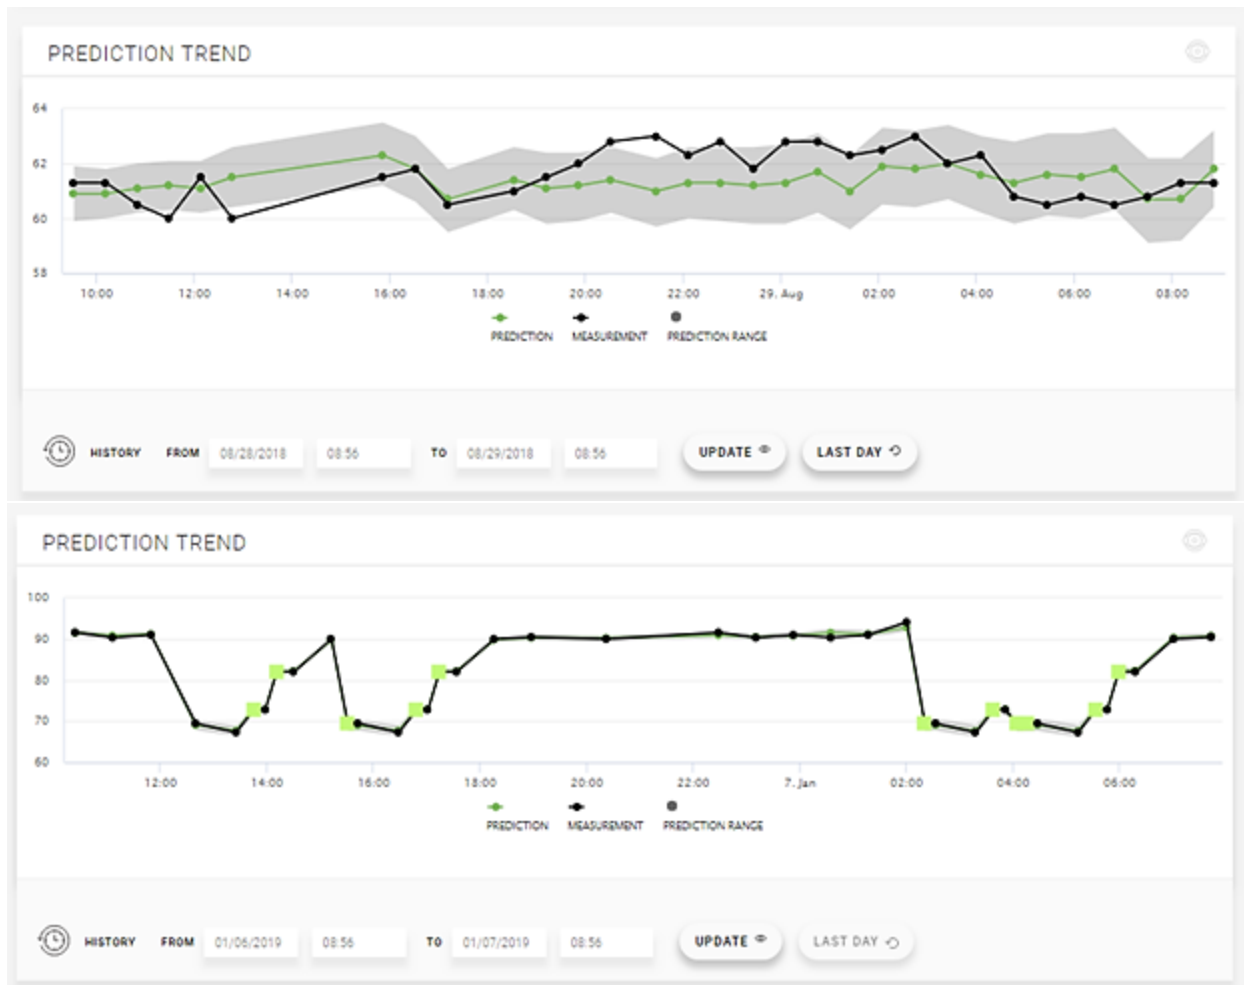 PREDICTION TREND
64
62
60
58
10:00 12:00 14:00 16:00 18:00 20:00 22:00 29. Aug 02:00 04:00 06:00 08:00
PREDICTION MEASUREMENT PREDICTION RANGE
HISTORY FROM 08/28/2018 08:56 TO 08/29/2018 08:56 UPDATE LAST DAY
PREDICTION TREND
100
90
80
70
60
12:00 14:00 16:00 18:00 20:00 22:00 7. Jan 02:00 04:00 06:00
PREDICTION MEASUREMENT PREDICTION RANGE
HISTORY FROM 01/06/2019 08:56 TO 01/07/2019 08:56 UPDATE LAST DAY